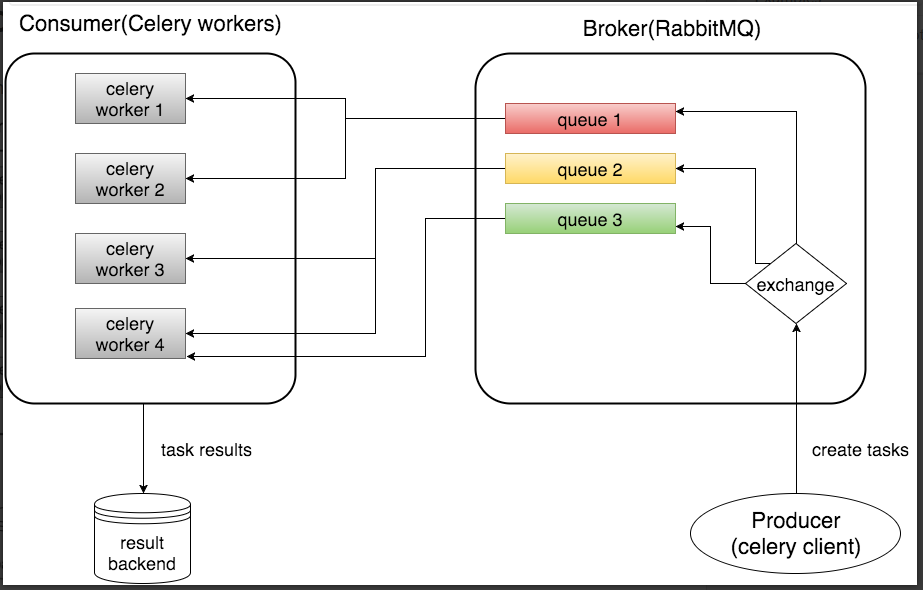 Consumer(Celery workers)
Broker(RabbitMQ)
celery
worker 1
celery
worker 2
celery
worker 3
celery
worker 4
queue 1
queue 2
queue 3
exchange
task results
create tasks
result
backend
Producer
(celery client)